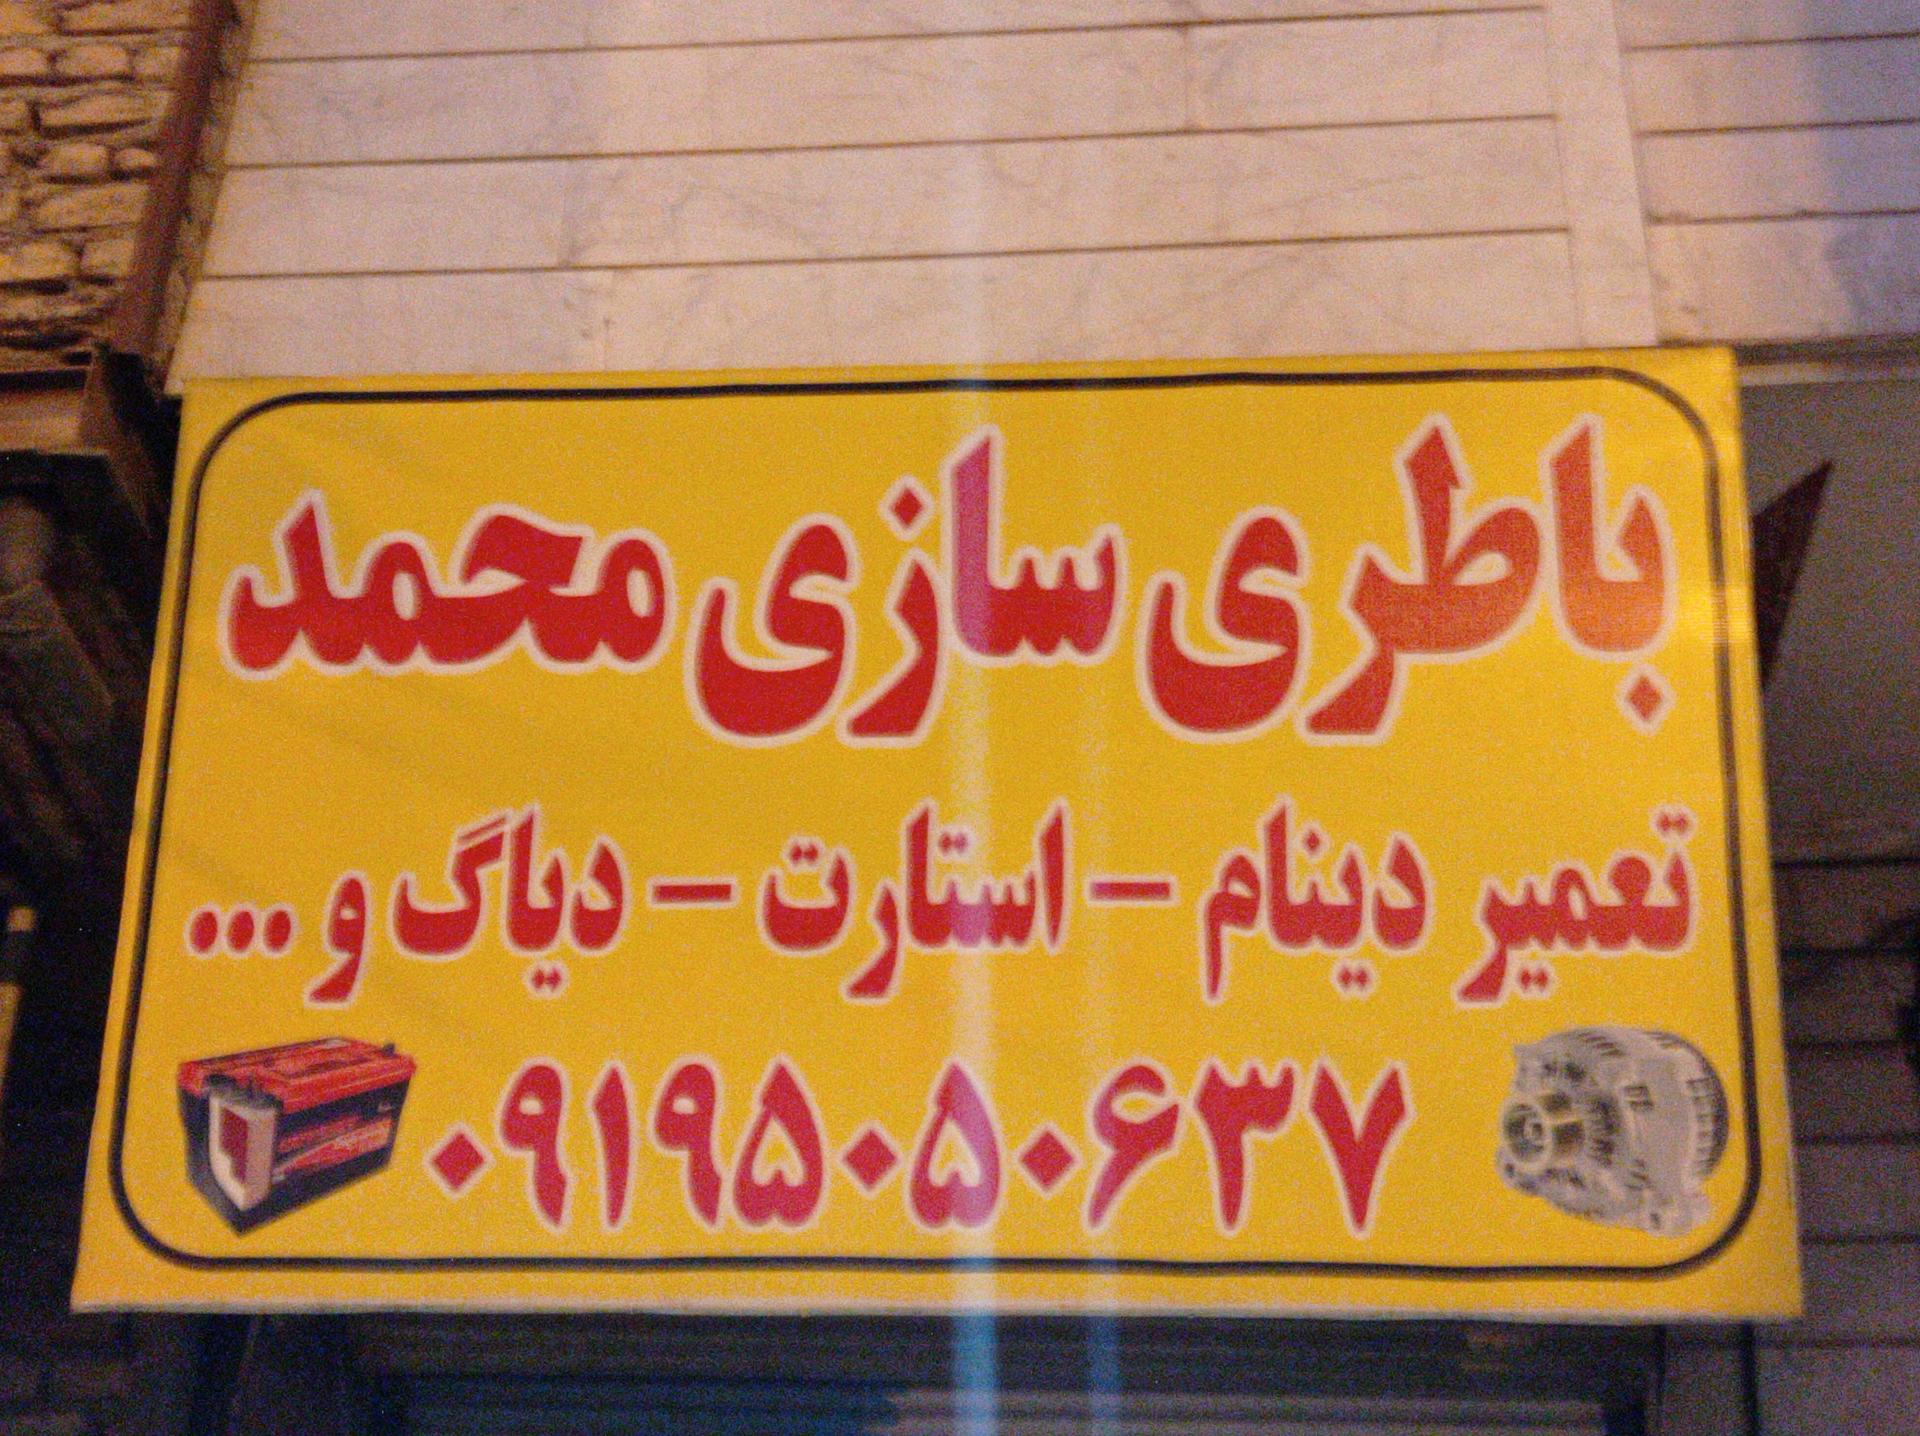 باطری سازی محمد
تعمیر دینام - استارت - دیاگ و ...
۰۹۱۹۵۰۵۰۶۳۷